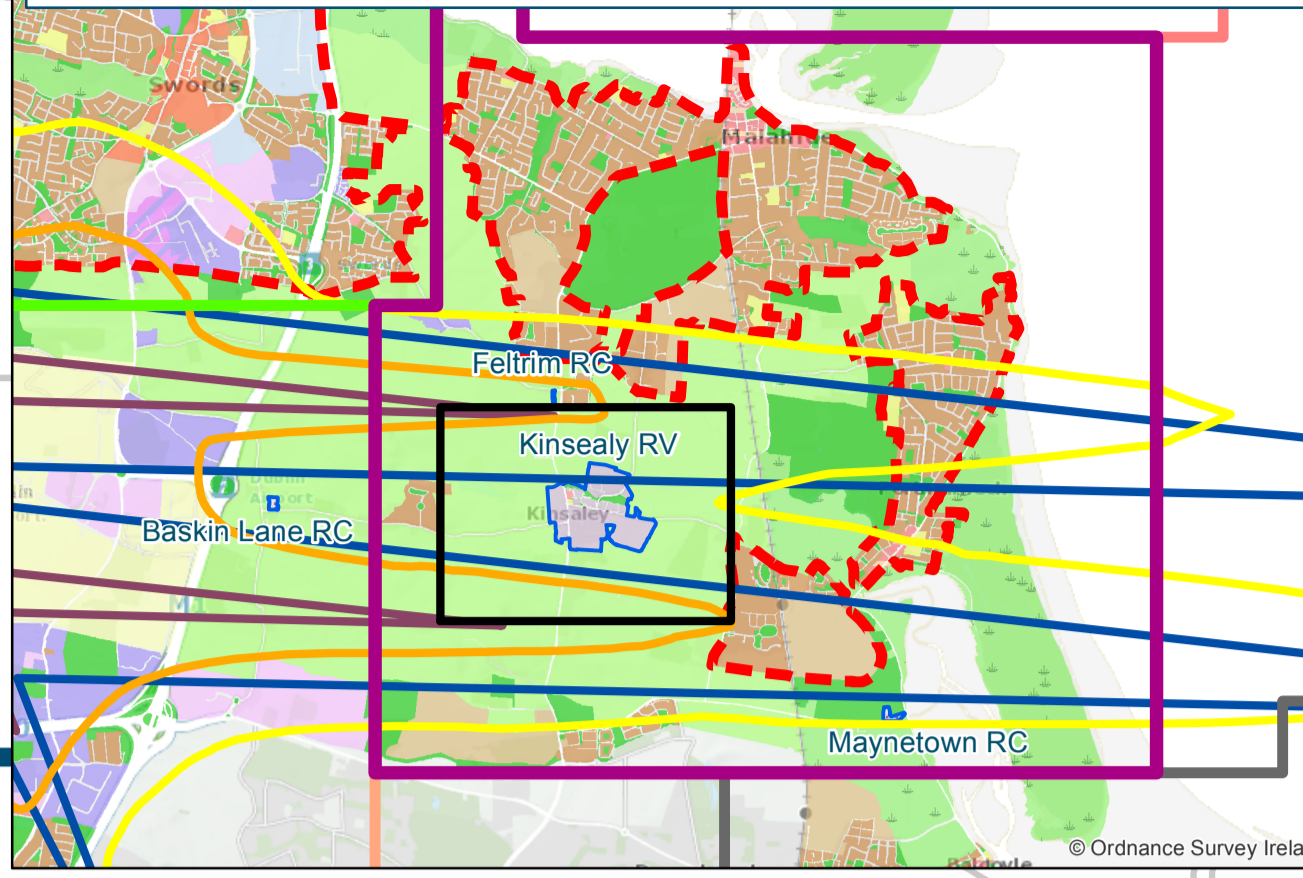 Swords
Malahide
Feltrim RC
Kinsealy RV
Dublin
Airport
Kinsaley
Baskin Lane RC
M1
Maynetown RC
© Ordnance Survey Irela
Baldoyle